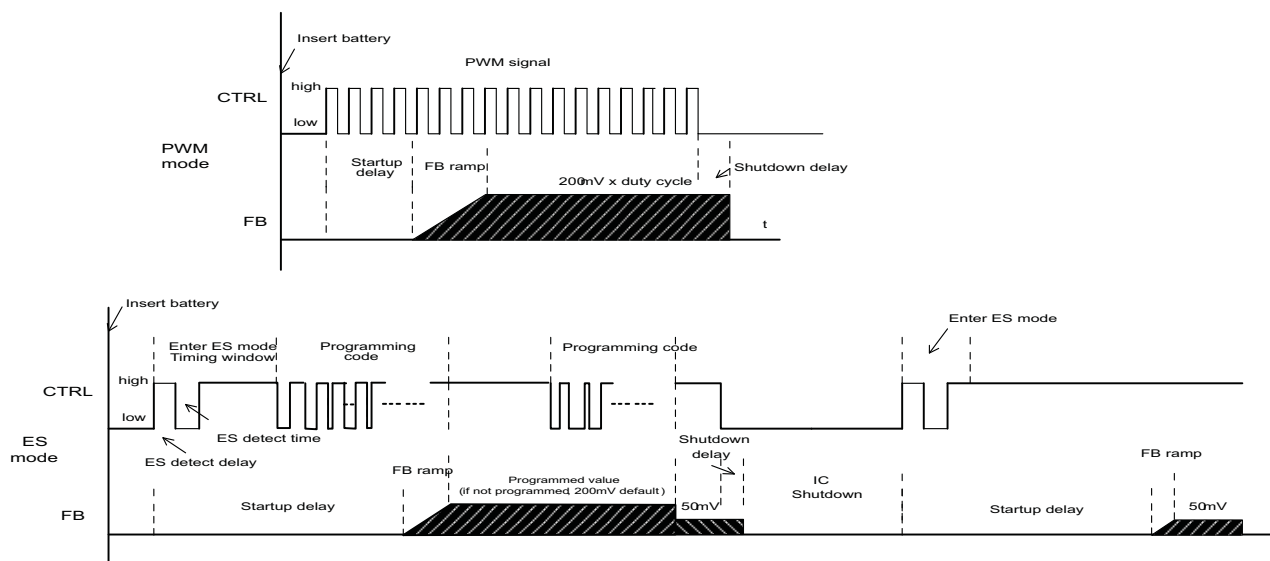 Insert battery
PWM signal
high
CTRL
low
PWM
mode
Startup
delay
FB ramp
Shutdown delay
200mV x duty cycle
FB
t
Insert battery
Enter ES mode
Enter ES mode
Timing window
Programming
code
Programming code
high
CTRL
low
ES detect time
ES
mode
ES detect delay
Shutdown
delay
FB ramp
FB ramp
Programmed value
(if not programmed, 200mV default)
50mV
IC
Shutdown
50mV
Startup delay
Startup delay
FB